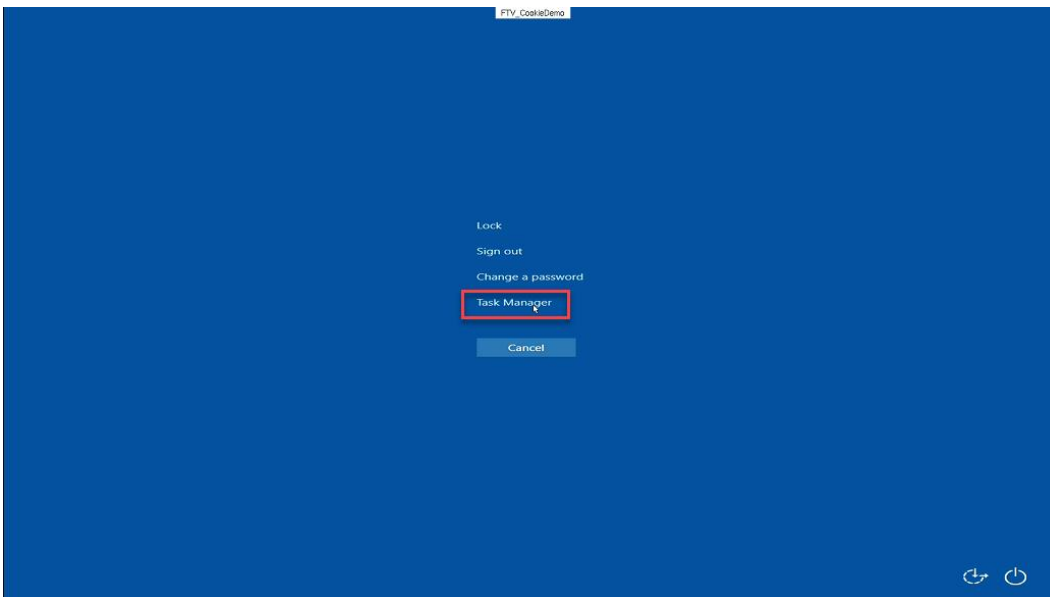 FTV_CookieDemo
Lock
Sign out
Change a password
Task Manager
Cancel